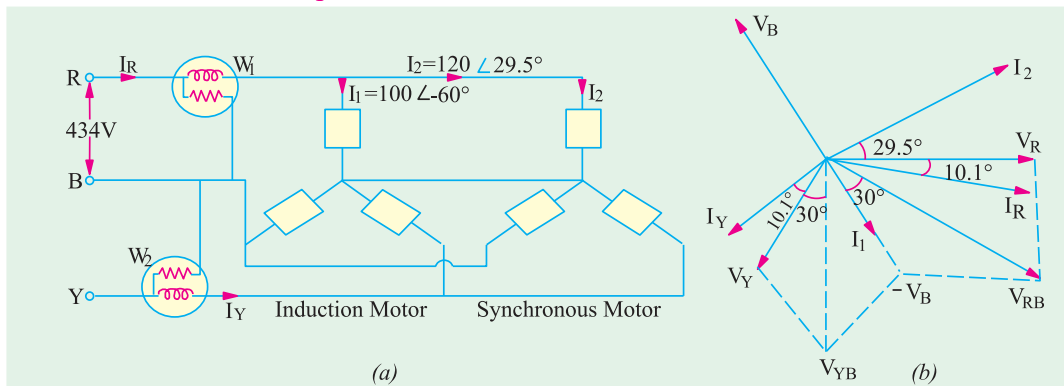 R
I_R
W_1
I_2=120 ∠29.5°
I_1=100 ∠-60°
I_2
434V
B
W_2
Y
I_Y
Induction Motor
Synchronous Motor
(a)
V_B
I_2
29.5°
V_R
10.1°
I_R
10.1°
30°
30°
I_Y
I_1
V_Y
–V_B
V_RB
V_YB
(b)